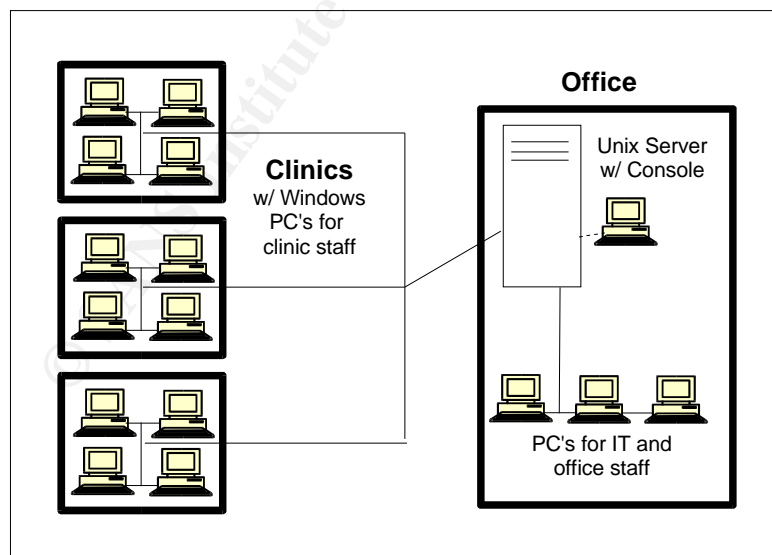 Clinics
w/ Windows
PC's for
clinic staff
Office
Unix Server
w/ Console
PC's for IT and
office staff